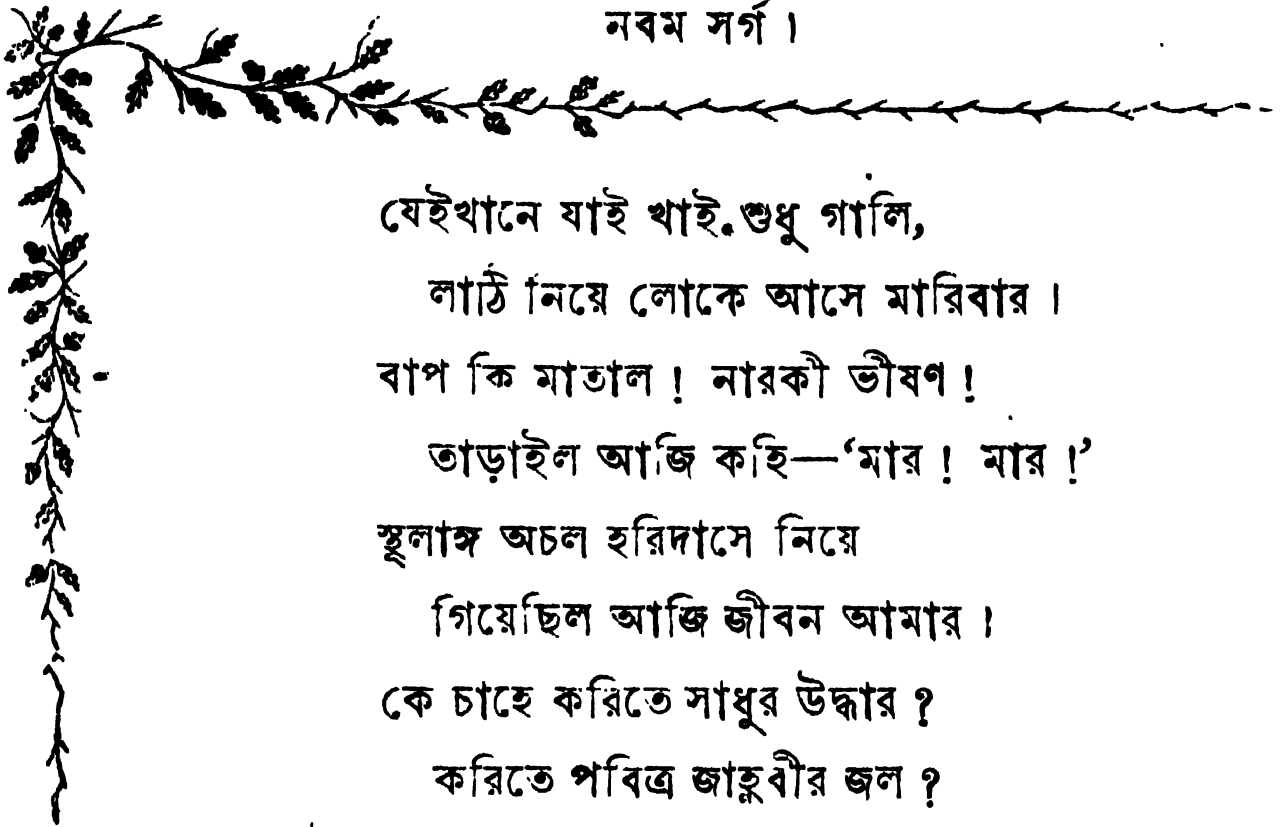 নবম সর্গ।
যেইখানে যাই খাই.শুধু গালি,
লাঠি নিয়ে লোকে আসে মারিবার।
বাপ কি মাতাল! নারকী ভীষণ!
তাড়াইল আজি কহি—‘মার! মার!’
স্থূলাঙ্গ অচল হরিদাসে নিয়ে
গিয়েছিল আজি জীবন আমার।
কে চাহে করিতে সাধুর উদ্ধার?
করিতে পবিত্র জাহ্নবীর জল?